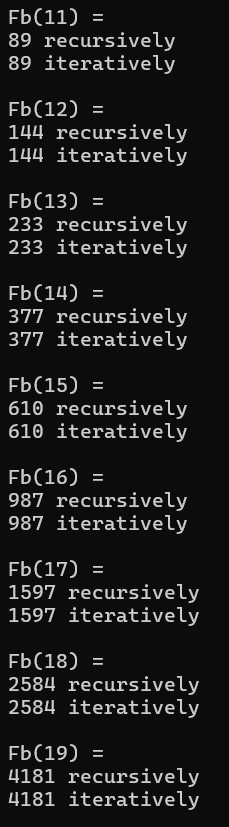 Fb(11) =
89 recursively
89 iteratively
Fb(12) =
144 recursively
144 iteratively
Fb(13) =
233 recursively
233 iteratively
Fb(14) =
377 recursively
377 iteratively
Fb(15) =
610 recursively
610 iteratively
Fb(16) =
987 recursively
987 iteratively
Fb(17) =
1597 recursively
1597 iteratively
Fb(18) =
2584 recursively
2584 iteratively
Fb(19) =
4181 recursively
4181 iteratively